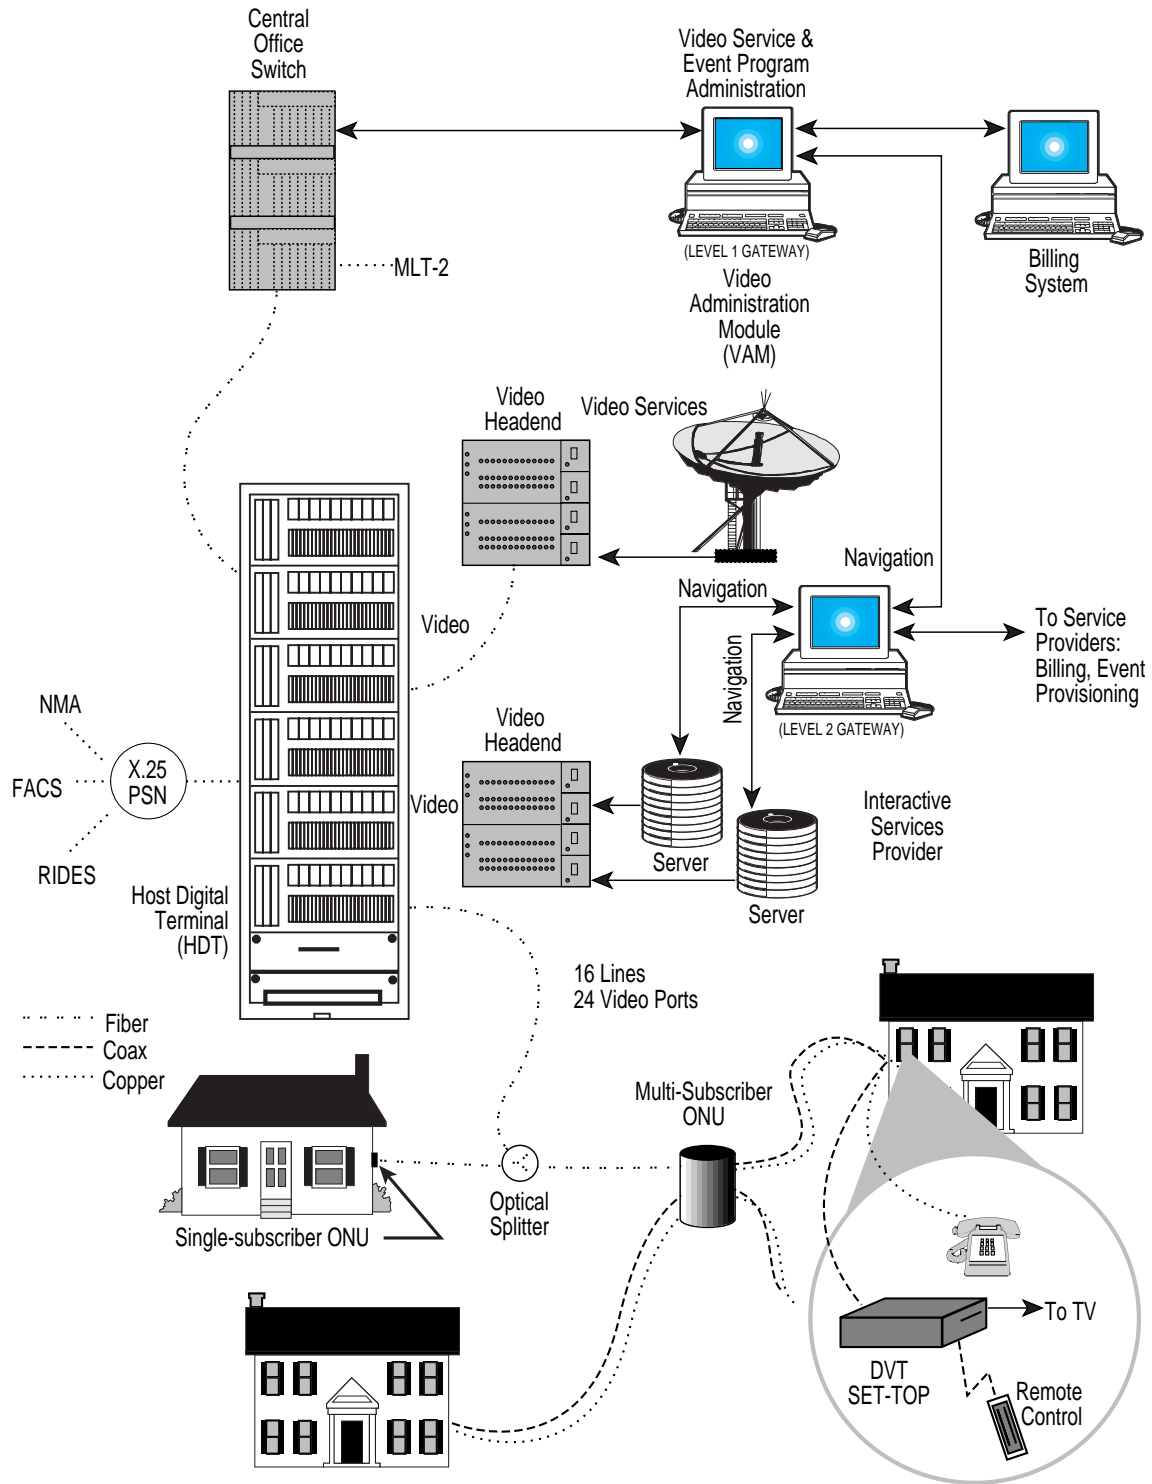 Central
Office
Switch
Video Service &
Event Program
Administration
(LEVEL 1 GATEWAY)
Video
Administration
Module
(VAM)
Billing
System
MLT-2
Video
Headend
Video Services
Navigation
Navigation
Navigation
To Service
Providers:
Billing, Event
Provisioning
(LEVEL 2 GATEWAY)
Video
NMA
FACS
RIDES
X.25
PSN
Video
Headend
Video
Server
Server
Interactive
Services
Provider
Host Digital
Terminal
(HDT)
16 Lines
24 Video Ports
Fiber
Coax
Copper
Multi-Subscriber
ONU
Optical
Splitter
Single-subscriber ONU
To TV
DVT
SET-TOP
Remote
Control